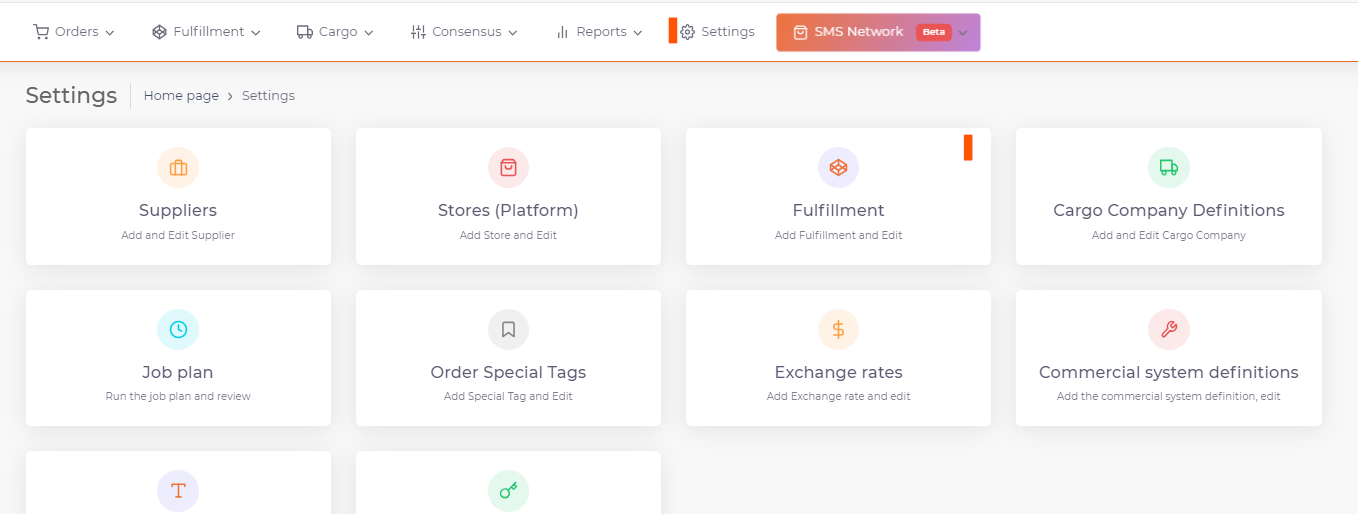 Orders
Fulfillment
Cargo
Consensus
Reports
Settings
SMS Network Beta
Settings
Home page › Settings
Suppliers
Add and Edit Supplier
Stores (Platform)
Add Store and Edit
Fulfillment
Add Fulfillment and Edit
Cargo Company Definitions
Add and Edit Cargo Company
Job plan
Run the job plan and review
Order Special Tags
Add Special Tag and Edit
Exchange rates
Add Exchange rate and edit
Commercial system definitions
Add the commercial system definition, edit